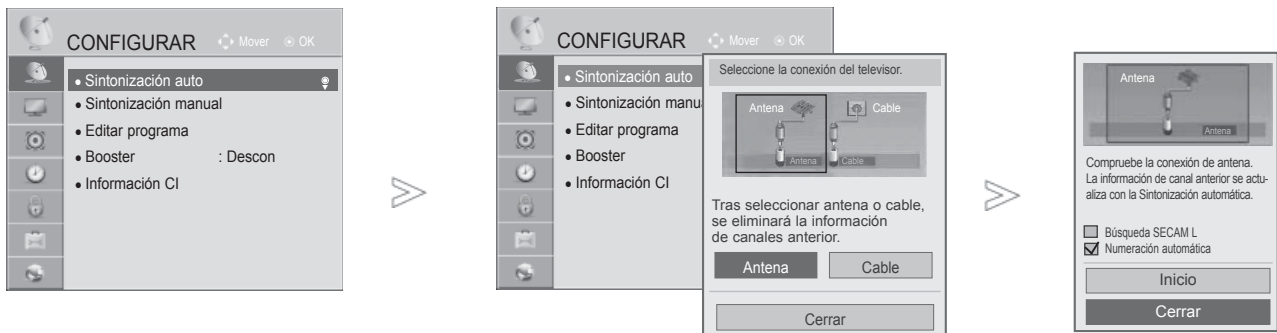 CONFIGURAR Mover OK
• Sintonización auto
• Sintonización manual
• Editar programa
• Booster : Descon
• Información CI
CONFIGURAR Mover OK
• Sintonización auto
• Sintonización manu
• Editar programa
• Booster
• Información CI
Seleccione la conexión del televisor.
Antena Cable
Antena Cable
Tras seleccionar antena o cable,
se eliminará la información
de canales anterior.
Antena Cable
Cerrar
Antena
Antena
Compruebe la conexión de antena.
La información de canal anterior se actu-
aliza con la Sintonización automática.
Búsqueda SECAM L
Numeración automática
Inicio
Cerrar